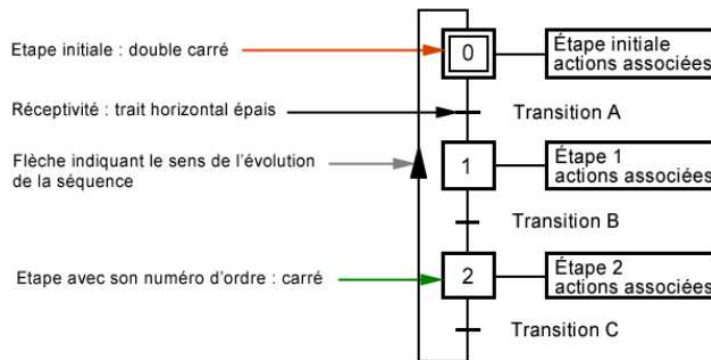 Etape initiale : double carré
0
Étape initiale
actions associées
Réceptivité : trait horizontal épais
Transition A
Flèche indiquant le sens de l'évolution
de la séquence
1
Étape 1
actions associées
Transition B
Etape avec son numéro d'ordre : carré
2
Étape 2
actions associées
Transition C